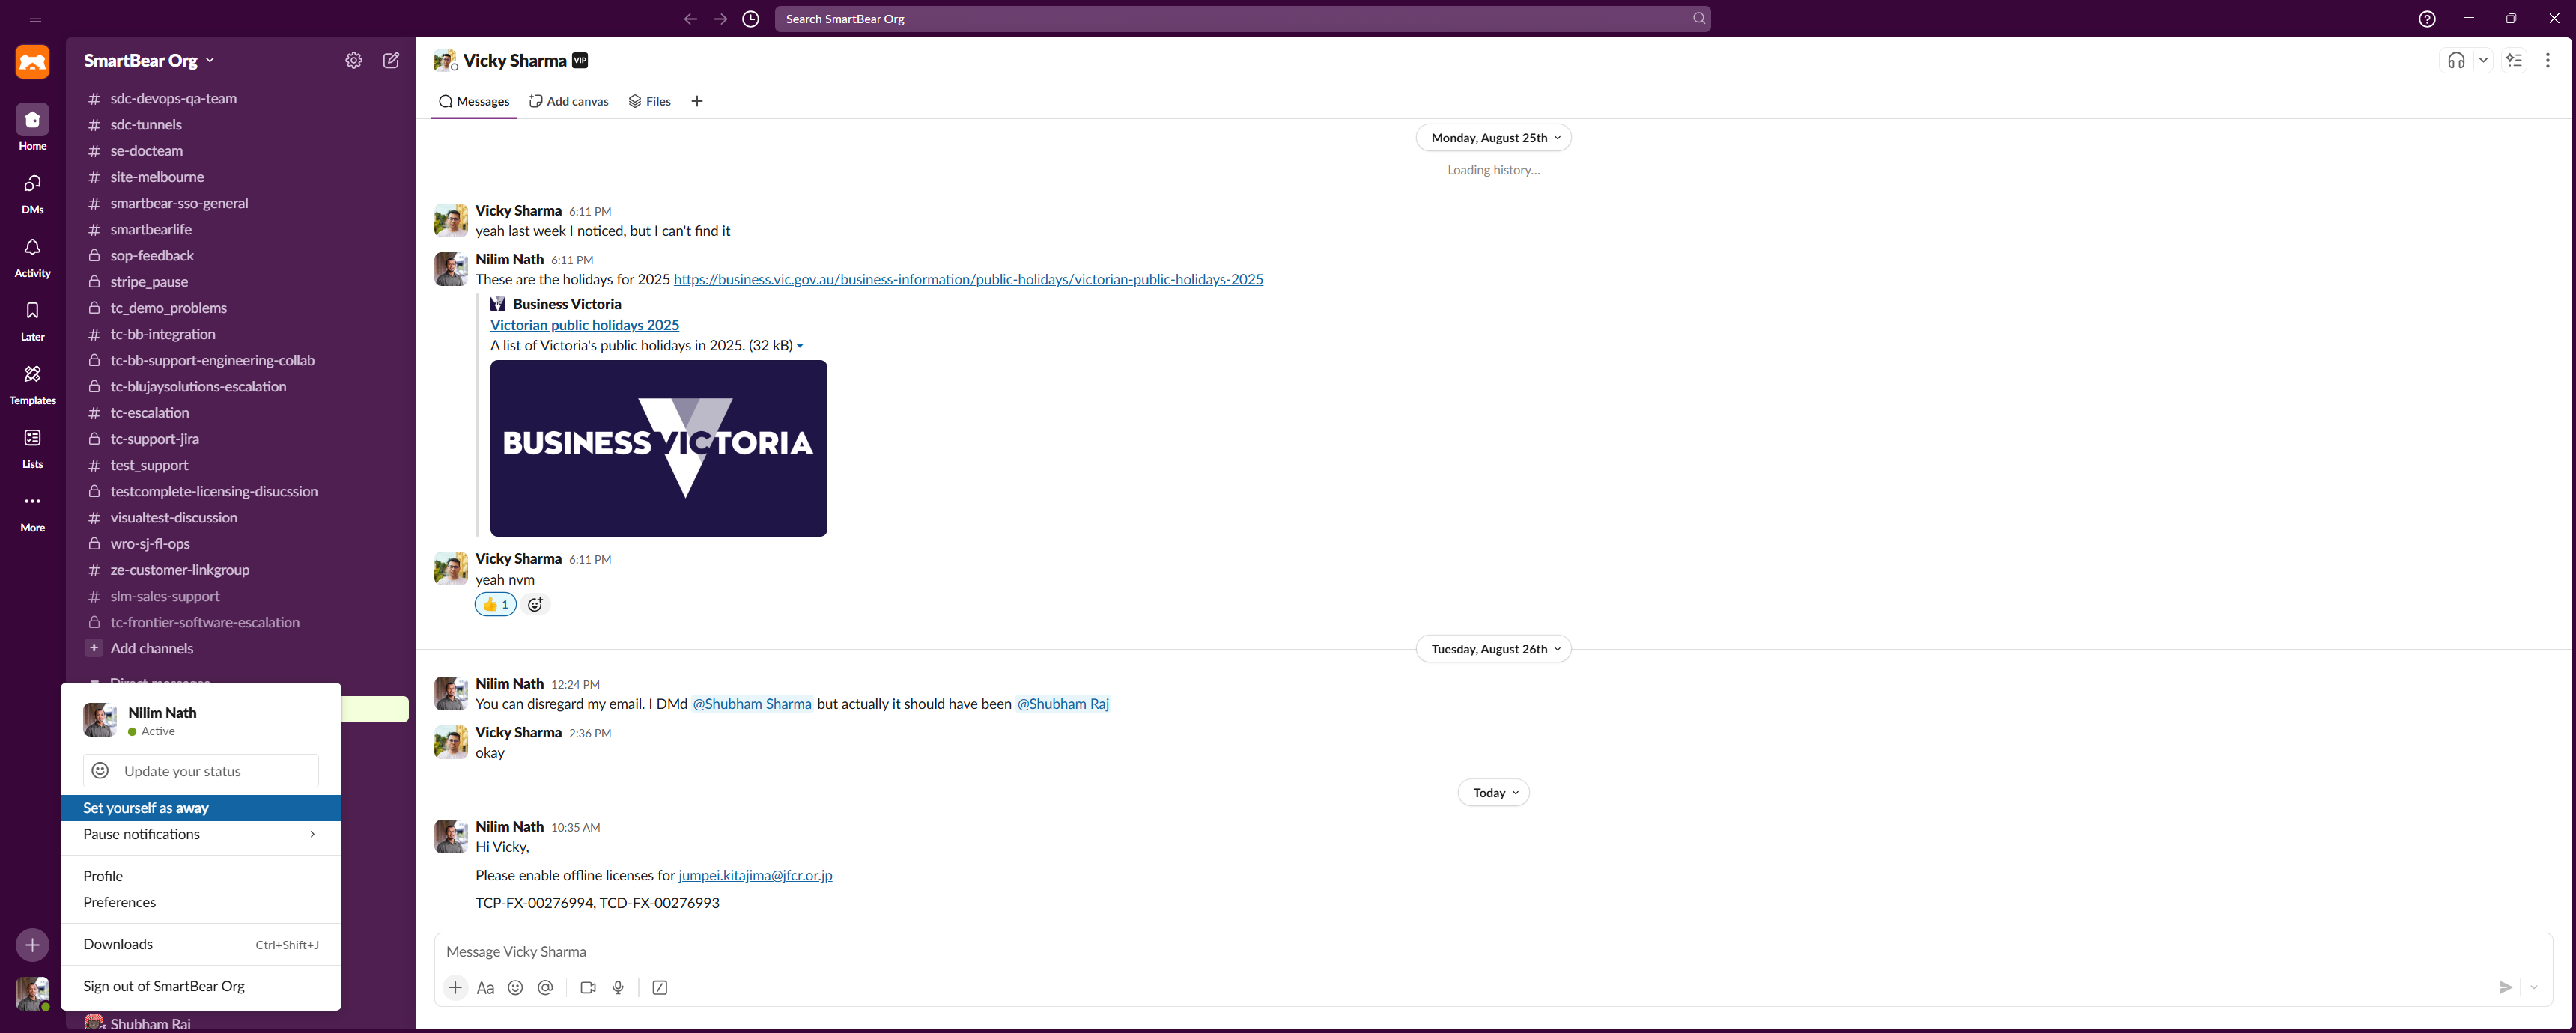 Search SmartBear Org
SmartBear Org
Home
DMs
Activity
Later
Templates
Lists
More
sdc-devops-qa-team
sdc-tunnels
se-docteam
site-melbourne
smartbear-sso-general
smartbearlife
sop-feedback
stripe_pause
tc_demo_problems
tc-bb-integration
tc-bb-support-engineering-collab
tc-blujaysolutions-escalation
tc-escalation
tc-support-jira
test_support
testcomplete-licensing-disucssion
visualtest-discussion
wro-sj-fl-ops
ze-customer-linkgroup
slm-sales-support
tc-frontier-software-escalation
Add channels
Direct messages
Nilim Nath
Active
Update your status
Set yourself as away
Pause notifications
Profile
Preferences
Downloads Ctrl+Shift+J
Sign out of SmartBear Org
Shubham Raj
Vicky Sharma VIP
Messages Add canvas Files
Monday, August 25th
Loading history...
Vicky Sharma 6:11 PM
yeah last week I noticed, but I can't find it
Nilim Nath 6:11 PM
These are the holidays for 2025 https://business.vic.gov.au/business-information/public-holidays/victorian-public-holidays-2025
Business Victoria
Victorian public holidays 2025
A list of Victoria's public holidays in 2025. (32 kB)
BUSINESS VICTORIA
Vicky Sharma 6:11 PM
yeah nvm
1
Tuesday, August 26th
Nilim Nath 12:24 PM
You can disregard my email. I DMd @Shubham Sharma but actually it should have been @Shubham Raj
Vicky Sharma 2:36 PM
okay
Today
Nilim Nath 10:35 AM
Hi Vicky,
Please enable offline licenses for jumpei.kitajima@jfcr.or.jp
TCP-FX-00276994, TCD-FX-00276993
Message Vicky Sharma
Aa